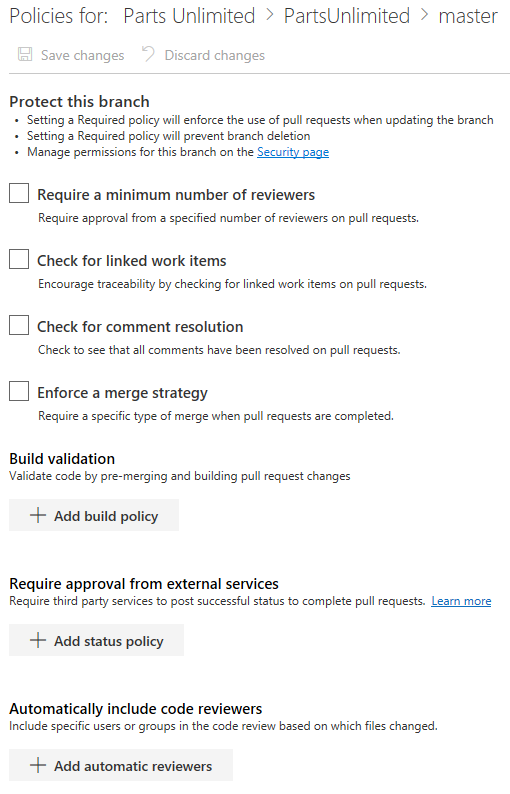 Policies for: Parts Unlimited > PartsUnlimited > master
Save changes Discard changes
Protect this branch
• Setting a Required policy will enforce the use of pull requests when updating the branch
• Setting a Required policy will prevent branch deletion
• Manage permissions for this branch on the Security page
Require a minimum number of reviewers
Require approval from a specified number of reviewers on pull requests.
Check for linked work items
Encourage traceability by checking for linked work items on pull requests.
Check for comment resolution
Check to see that all comments have been resolved on pull requests.
Enforce a merge strategy
Require a specific type of merge when pull requests are completed.
Build validation
Validate code by pre-merging and building pull request changes
+ Add build policy
Require approval from external services
Require third party services to post successful status to complete pull requests. Learn more
+ Add status policy
Automatically include code reviewers
Include specific users or groups in the code review based on which files changed.
+ Add automatic reviewers